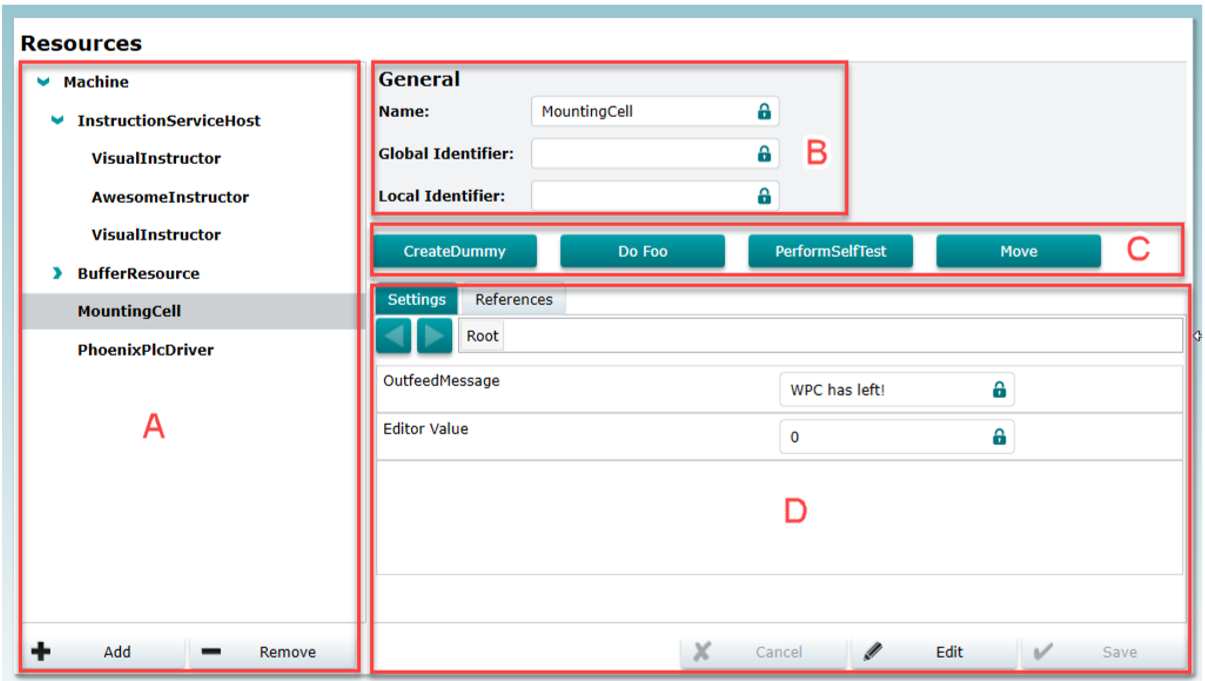 Resources
Machine
InstructionServiceHost
VisualInstructor
AwesomeInstructor
VisualInstructor
BufferResource
MountingCell
PhoenixPlcDriver
A
Add
Remove
General
Name: MountingCell
Global Identifier:
Local Identifier:
B
CreateDummy Do Foo PerformSelfTest Move C
Settings References
Root
OutfeedMessage WPC has left!
Editor Value 0
D
Cancel Edit Save